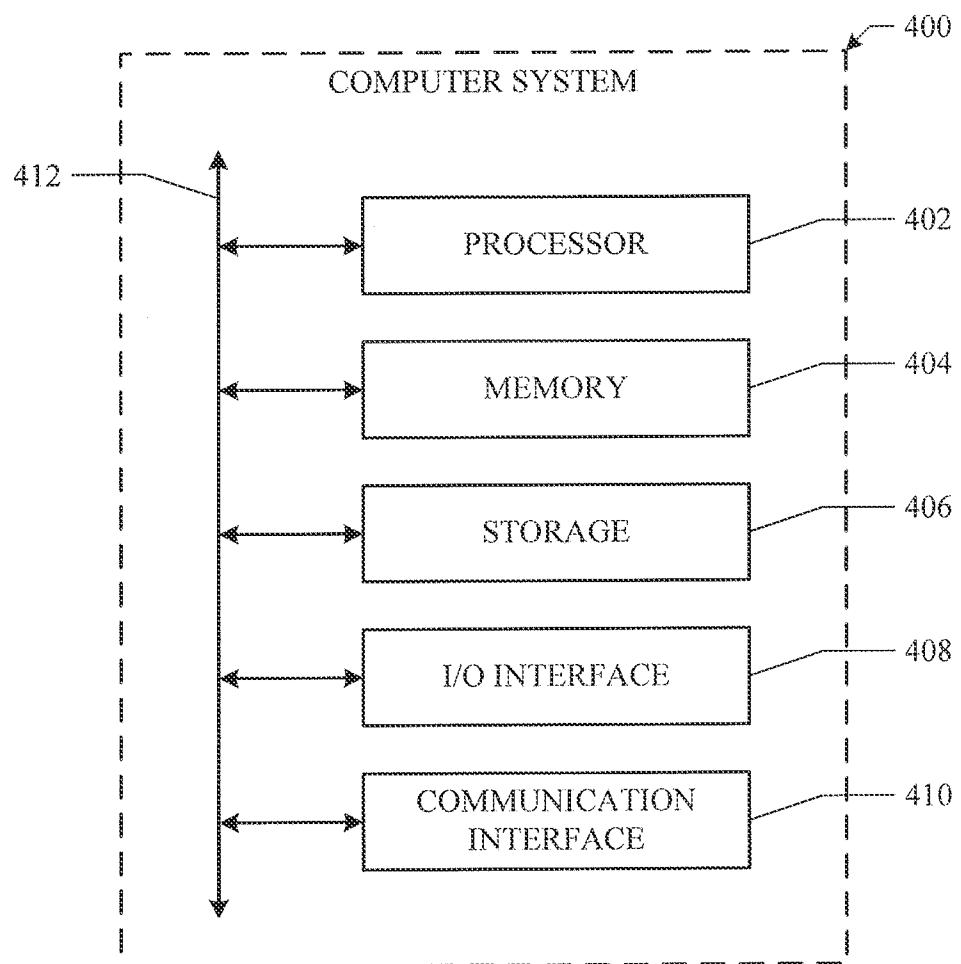 400
COMPUTER SYSTEM
412
PROCESSOR
402
MEMORY
404
STORAGE
406
I/O INTERFACE
408
COMMUNICATION
INTERFACE
410